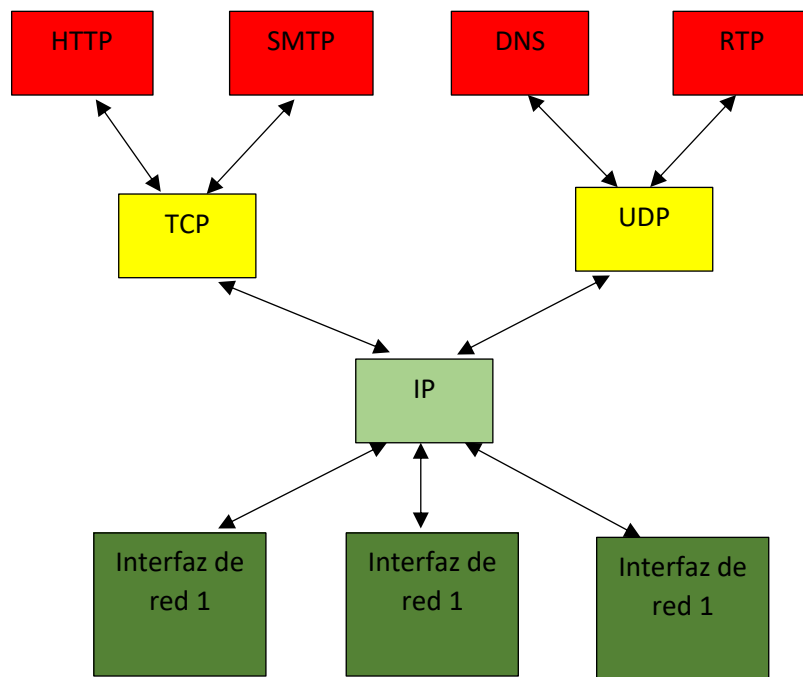 HTTP
SMTP
DNS
RTP
TCP
UDP
IP
Interfaz de
red 1
Interfaz de
red 1
Interfaz de
red 1